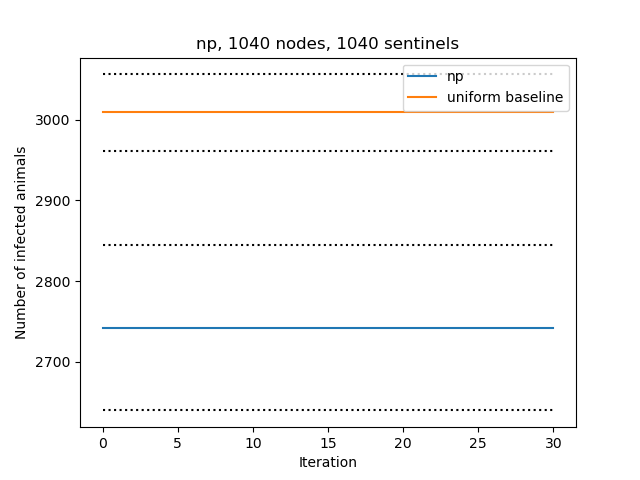 np, 1040 nodes, 1040 sentinels
np
uniform baseline
3000
2900
2800
2700
Number of infected animals
0 5 10 15 20 25 30
Iteration